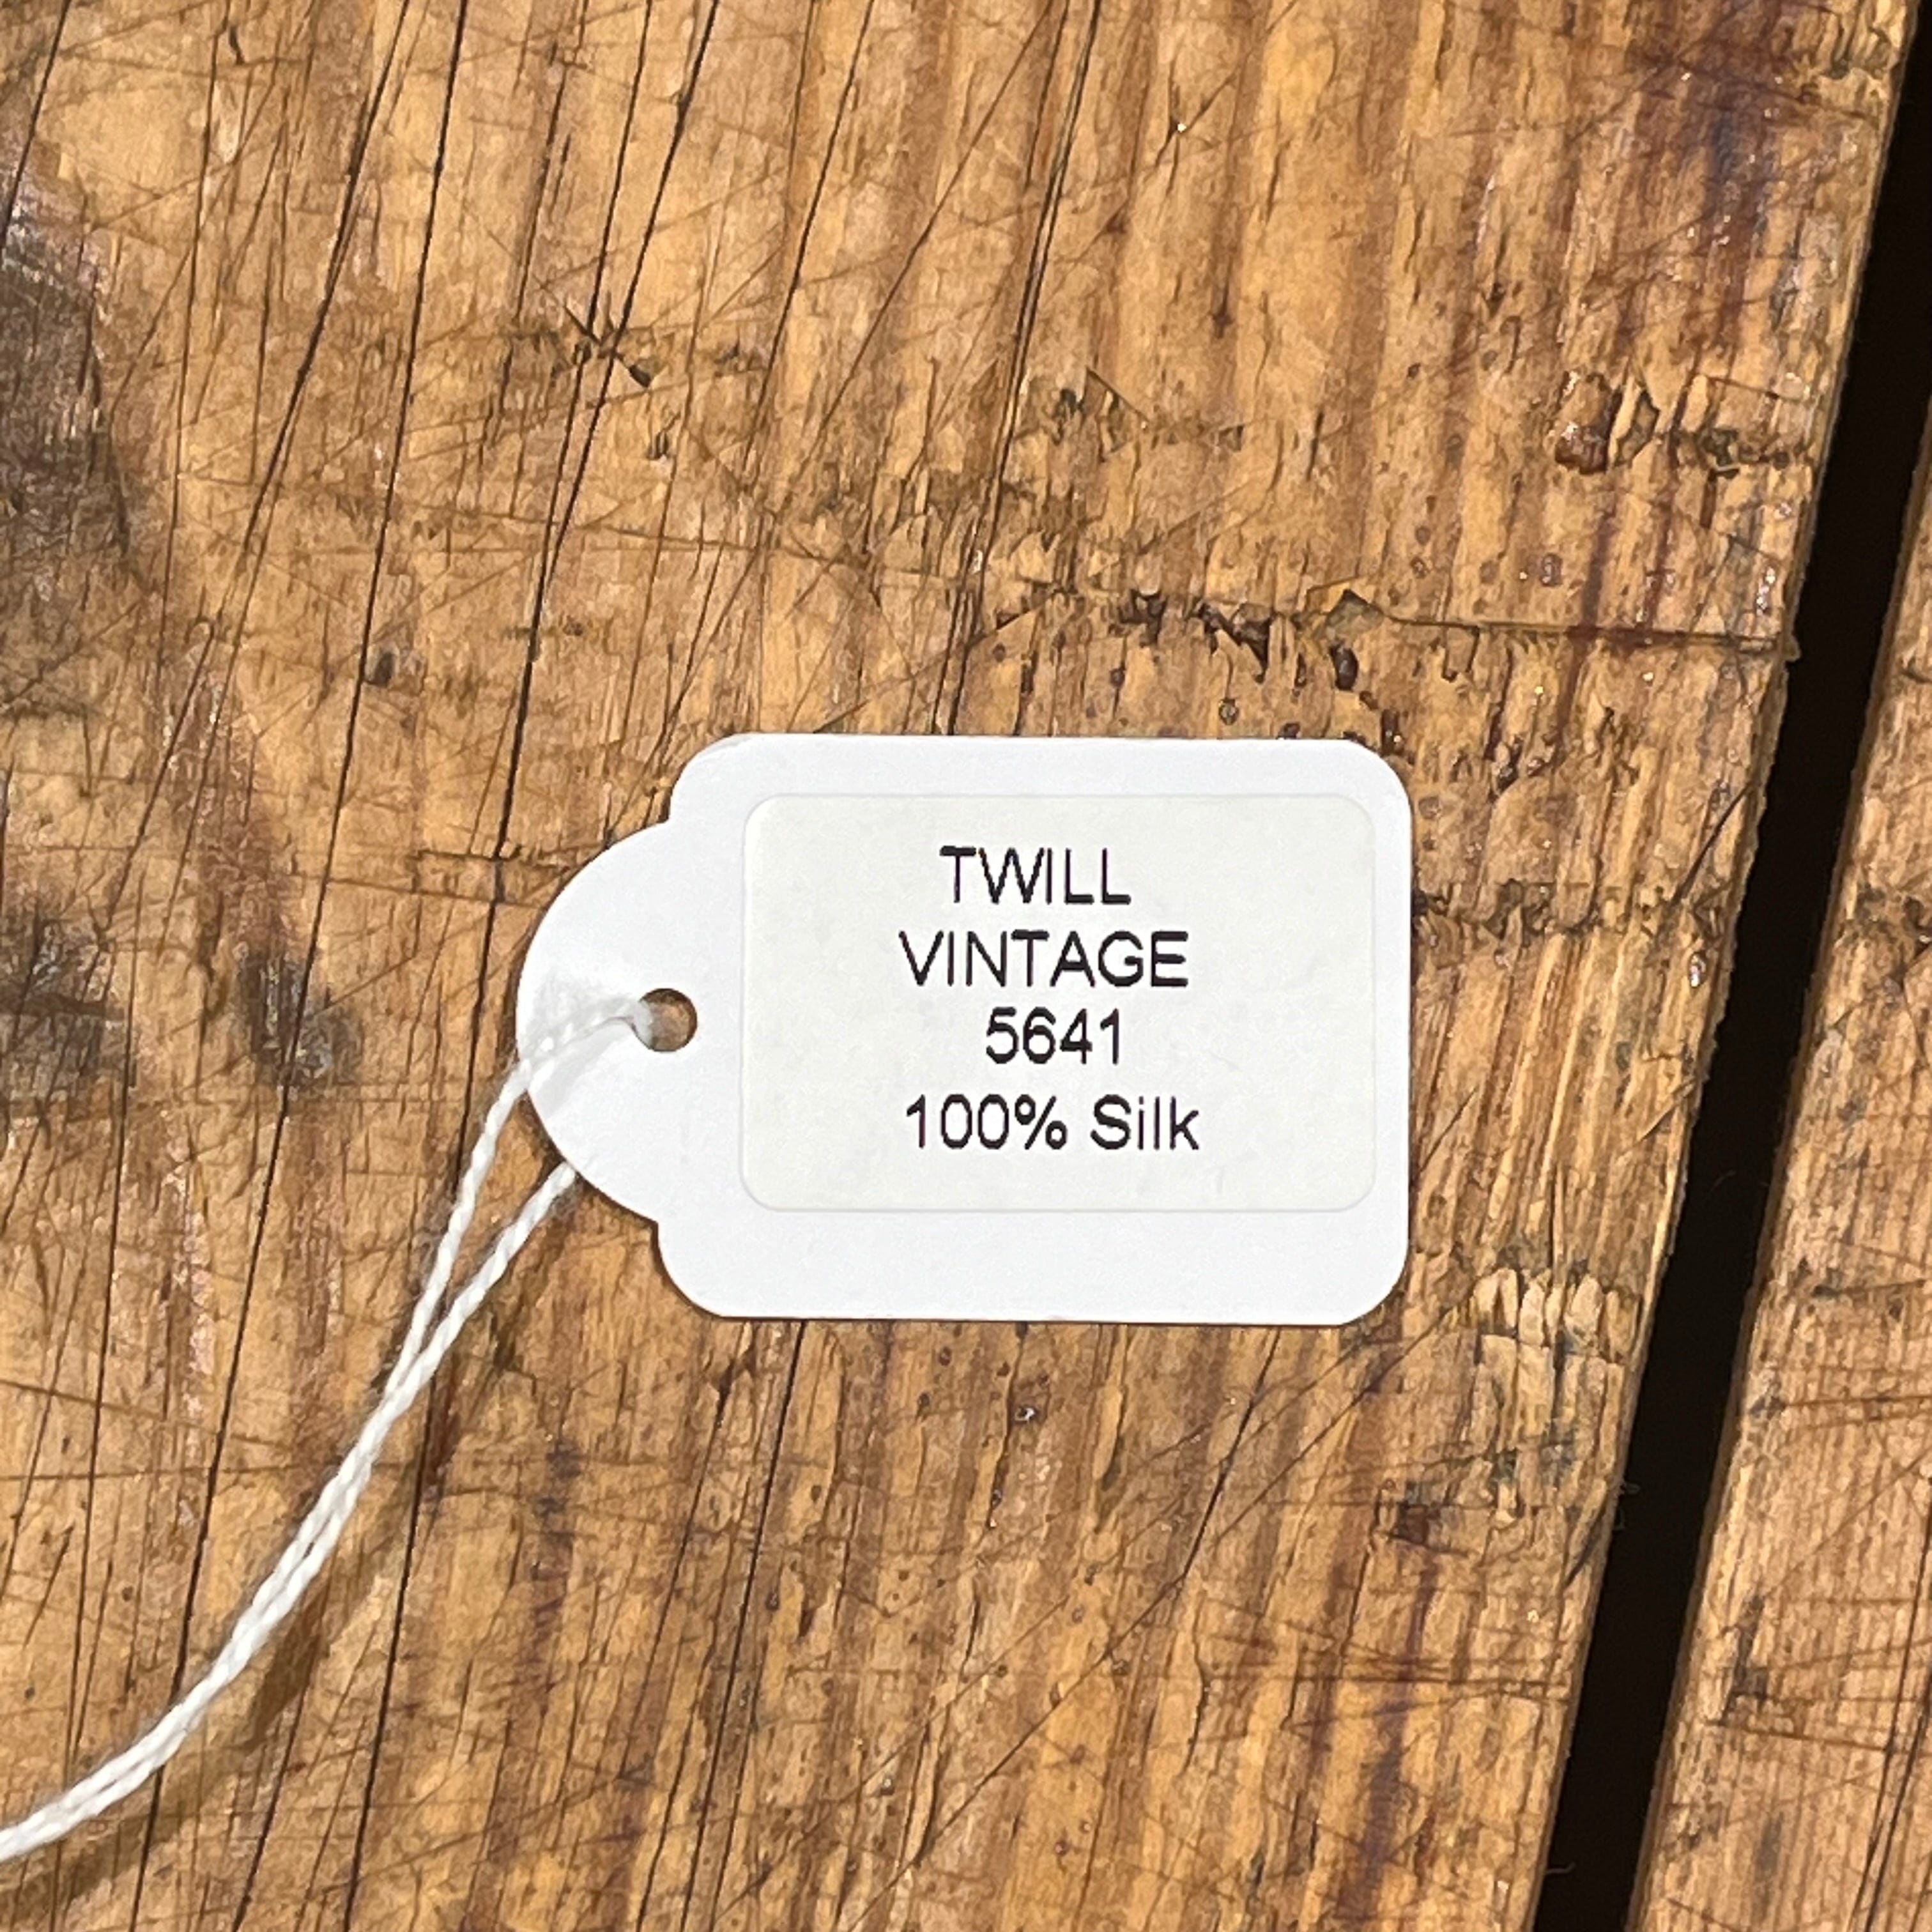 TWILL
VINTAGE
5641
100% Silk